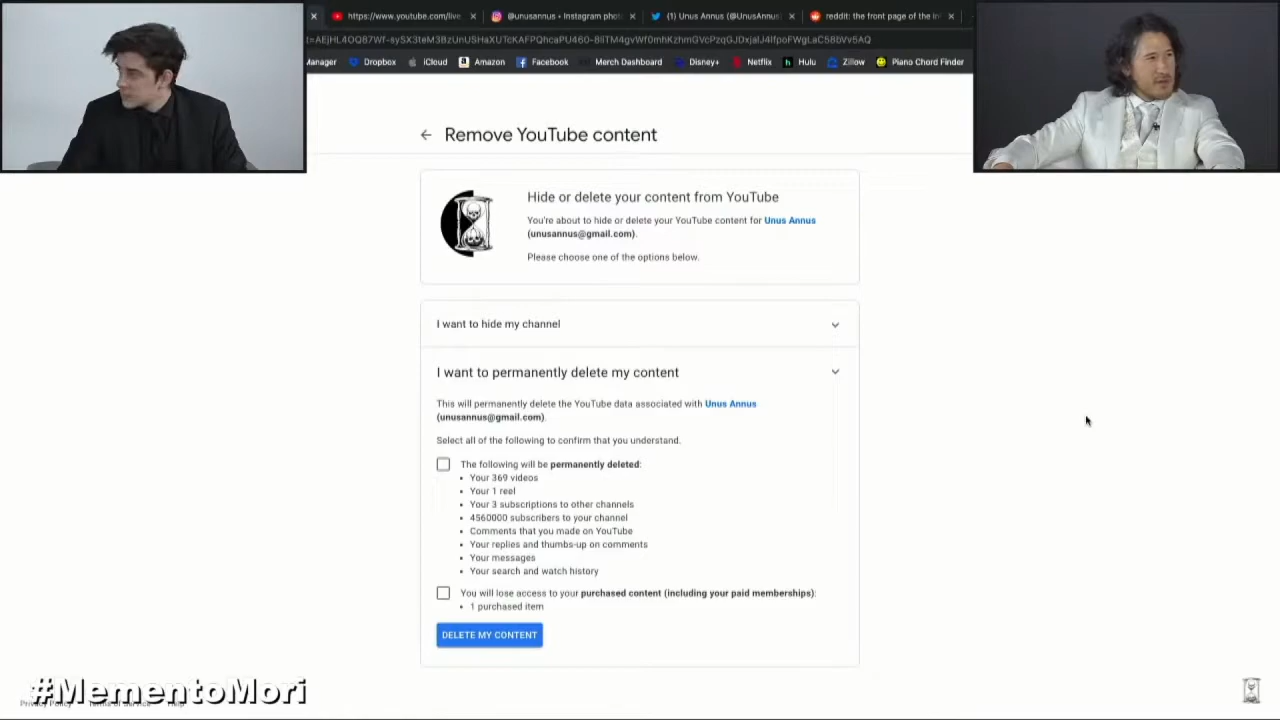 https://www.youtube.com/live
@unusannus • Instagram phot
(1) Unus Annus (@UnusAnnus
reddit: the front page of the in
Manager
Dropbox
iCloud
Amazon
Facebook
Merch Dashboard
Disney+
Netflix
Hulu
Zillow
Piano Chord Finder
Remove YouTube content
Hide or delete your content from YouTube
You're about to hide or delete your YouTube content for Unus Annus
(unusannus@gmail.com).
Please choose one of the options below.
I want to hide my channel
I want to permanently delete my content
This will permanently delete the YouTube data associated with Unus Annus
(unusannus@gmail.com).
Select all of the following to confirm that you understand.
The following will be permanently deleted:
• Your 369 videos
• Your 1 reel
• Your 3 subscriptions to other channels
• 4560000 subscribers to your channel
• Comments that you made on YouTube
• Your replies and thumbs-up on comments
• Your messages
• Your search and watch history
You will lose access to your purchased content (including your paid memberships):
• 1 purchased item
DELETE MY CONTENT
#MementoMori